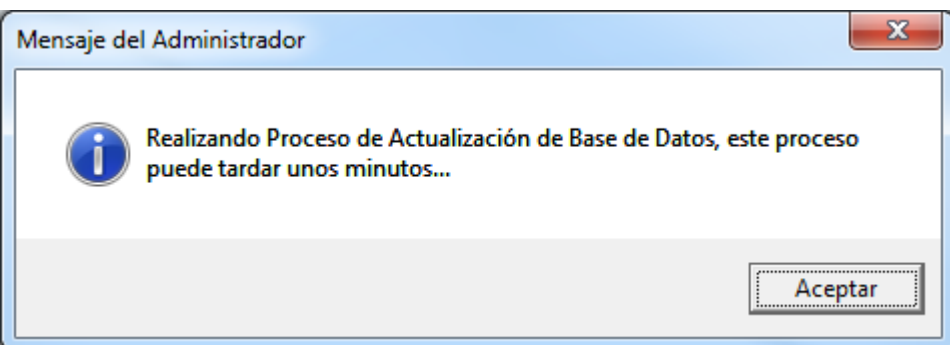 Mensaje del Administrador
Realizando Proceso de Actualización de Base de Datos, este proceso
puede tardar unos minutos...
Aceptar